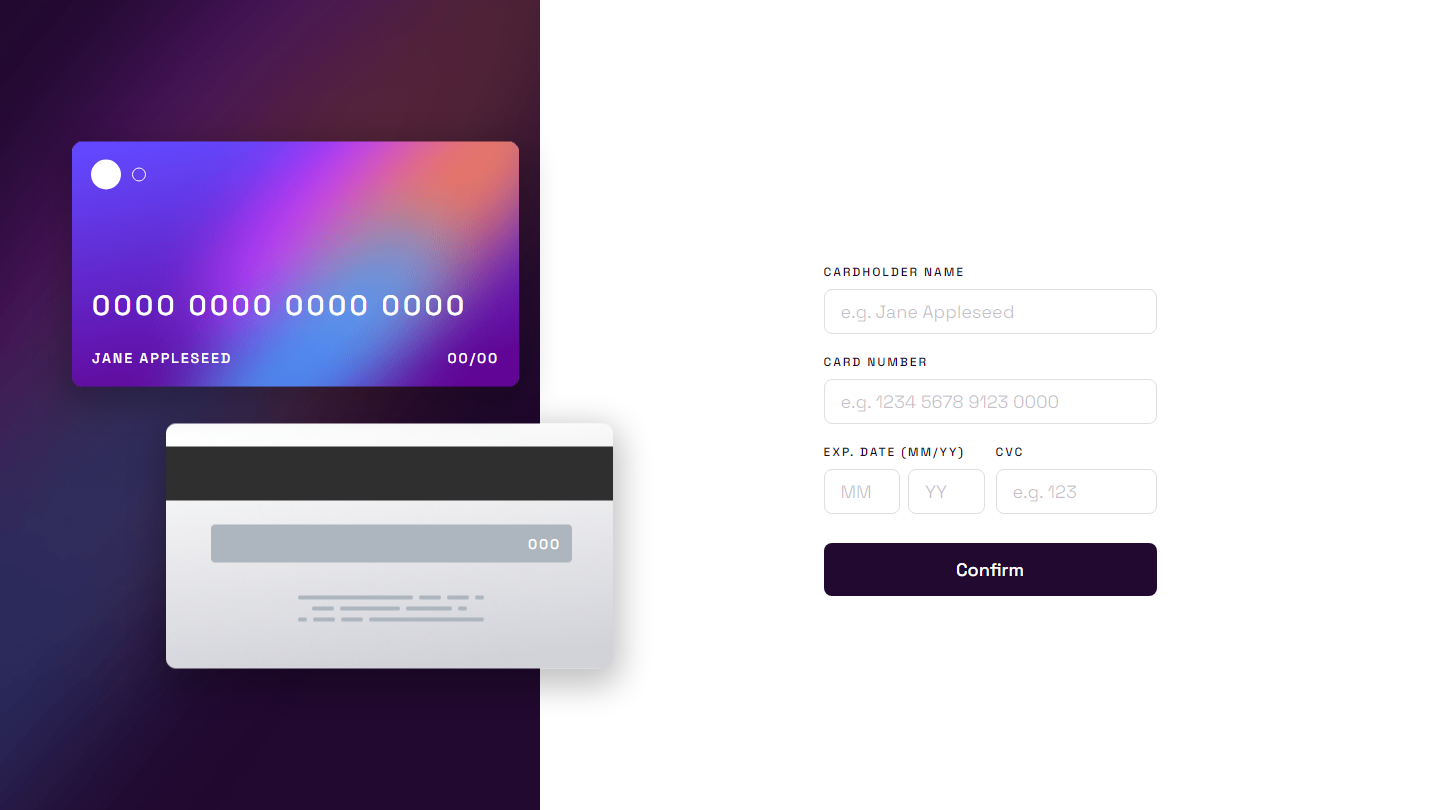 0000 0000 0000 0000
JANE APPLESEED 00/00
000
CARDHOLDER NAME
e.g. Jane Appleseed
CARD NUMBER
e.g. 1234 5678 9123 0000
EXP. DATE (MM/YY) CVC
MM YY e.g. 123
Confirm